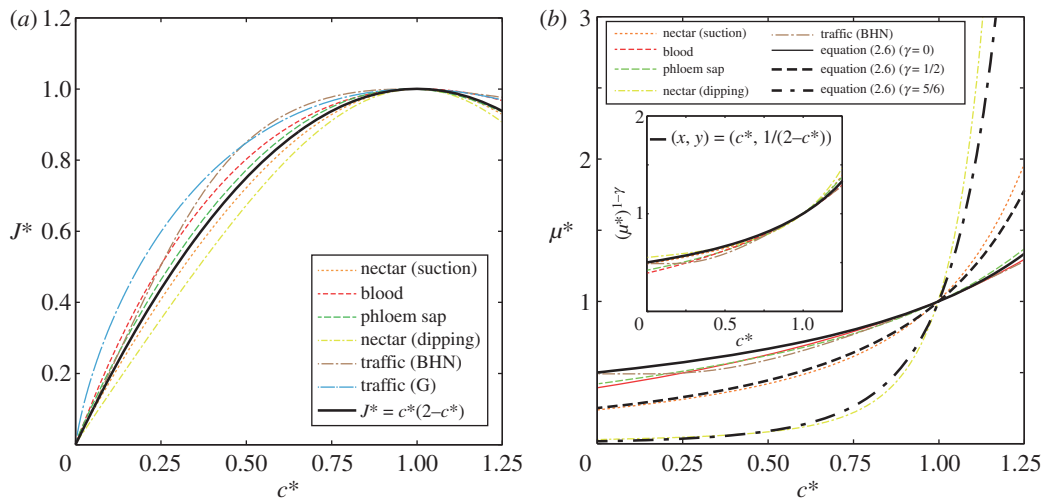 (a)
1.2
1.0
0.8
0.6
0.4
0.2
J*
nectar (suction)
blood
phloem sap
nectar (dipping)
traffic (BHN)
traffic (G)
J* = c*(2–c*)
0 0.25 0.50 0.75 1.00 1.25
c*
(b)
3
2
1
μ*
nectar (suction)
blood
phloem sap
nectar (dipping)
traffic (BHN)
equation (2.6) (γ = 0)
equation (2.6) (γ = 1/2)
equation (2.6) (γ = 5/6)
2
(x, y) = (c*, 1/(2–c*))
(μ*)^1–γ
1
0 0.5 1.0
c*
0 0.25 0.50 0.75 1.00 1.25
c*